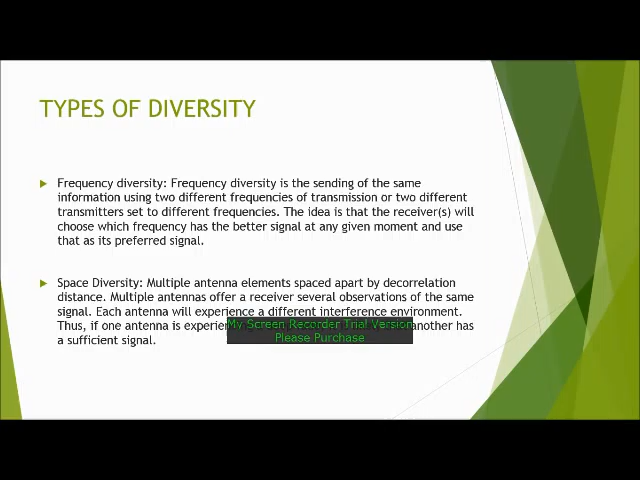 TYPES OF DIVERSITY
Frequency diversity: Frequency diversity is the sending of the same
information using two different frequencies of transmission or two different
transmitters set to different frequencies. The idea is that the receiver(s) will
choose which frequency has the better signal at any given moment and use
that as its preferred signal.
Space Diversity: Multiple antenna elements spaced apart by decorrelation
distance. Multiple antennas offer a receiver several observations of the same
signal. Each antenna will experience a different interference environment.
Thus, if one antenna is another has
My Screen Recorder Trial Version
Please Purchase
a sufficient signal.